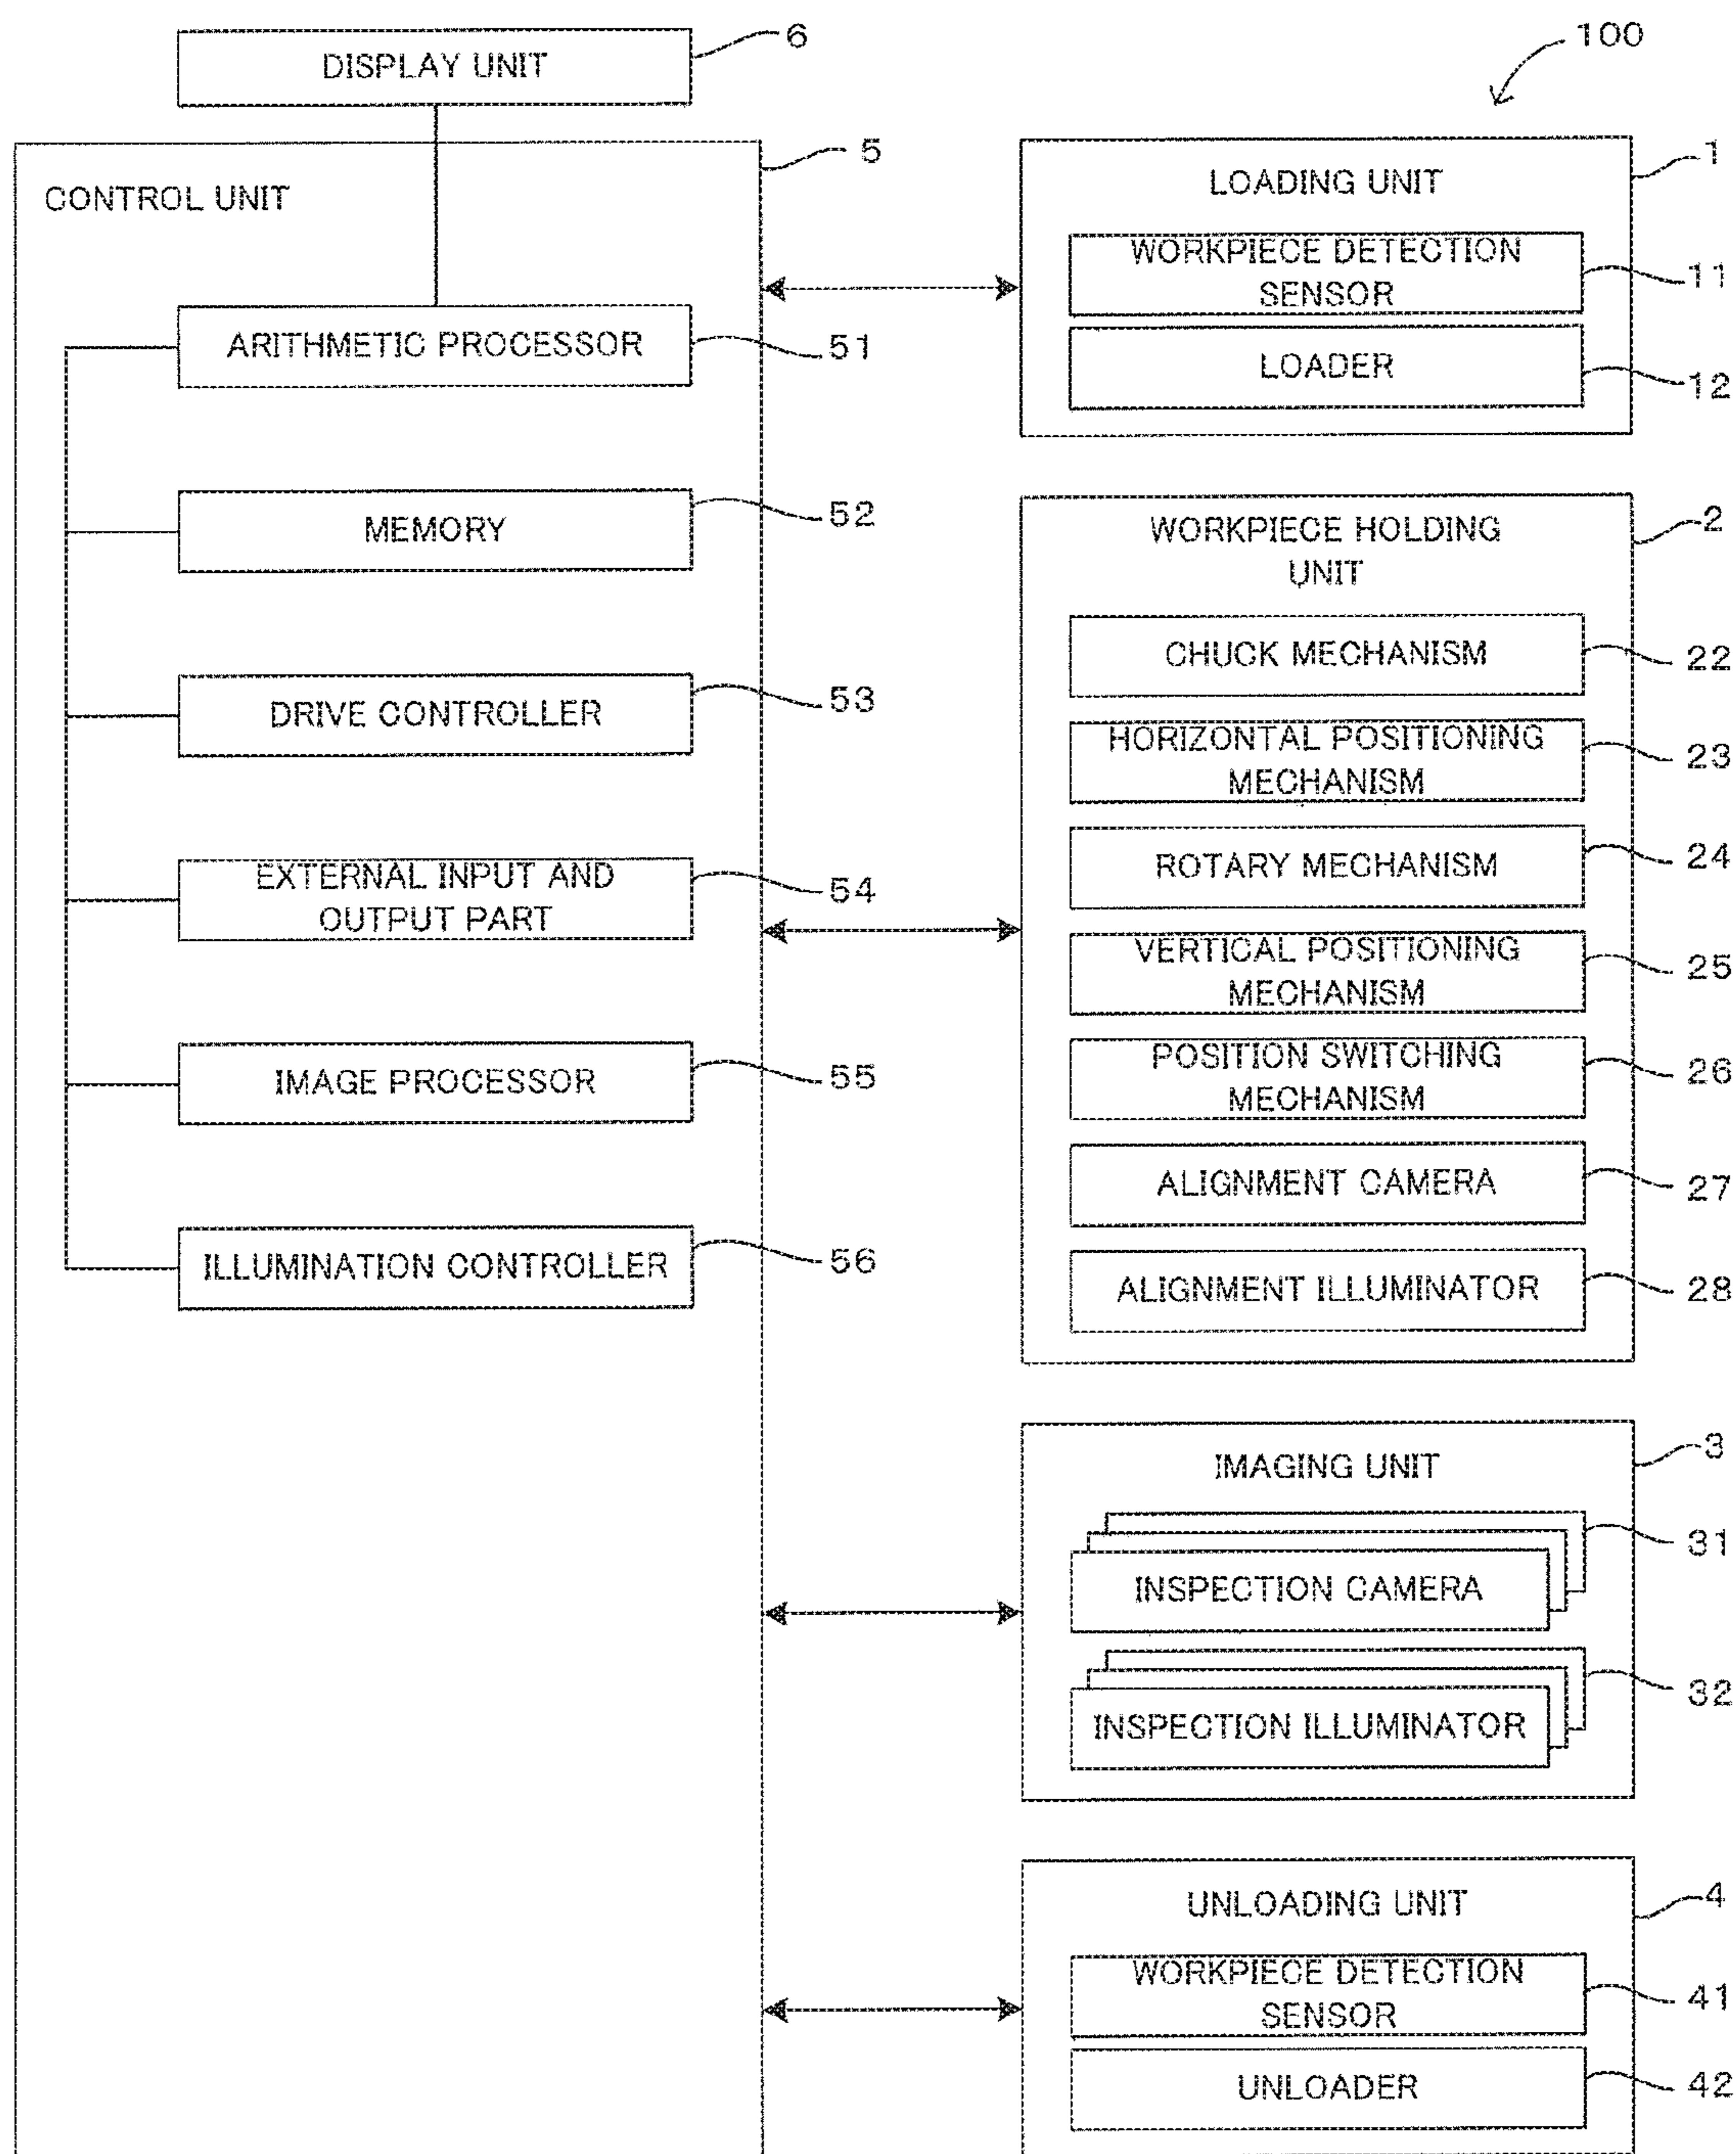 DISPLAY UNIT
6
100
CONTROL UNIT
5
ARITHMETIC PROCESSOR
51
MEMORY
52
DRIVE CONTROLLER
53
EXTERNAL INPUT AND
OUTPUT PART
54
IMAGE PROCESSOR
55
ILLUMINATION CONTROLLER
56
LOADING UNIT
1
WORKPIECE DETECTION
SENSOR
11
LOADER
12
WORKPIECE HOLDING
UNIT
2
CHUCK MECHANISM
22
HORIZONTAL POSITIONING
MECHANISM
23
ROTARY MECHANISM
24
VERTICAL POSITIONING
MECHANISM
25
POSITION SWITCHING
MECHANISM
26
ALIGNMENT CAMERA
27
ALIGNMENT ILLUMINATOR
28
IMAGING UNIT
3
INSPECTION CAMERA
31
INSPECTION ILLUMINATOR
32
UNLOADING UNIT
4
WORKPIECE DETECTION
SENSOR
41
UNLOADER
42